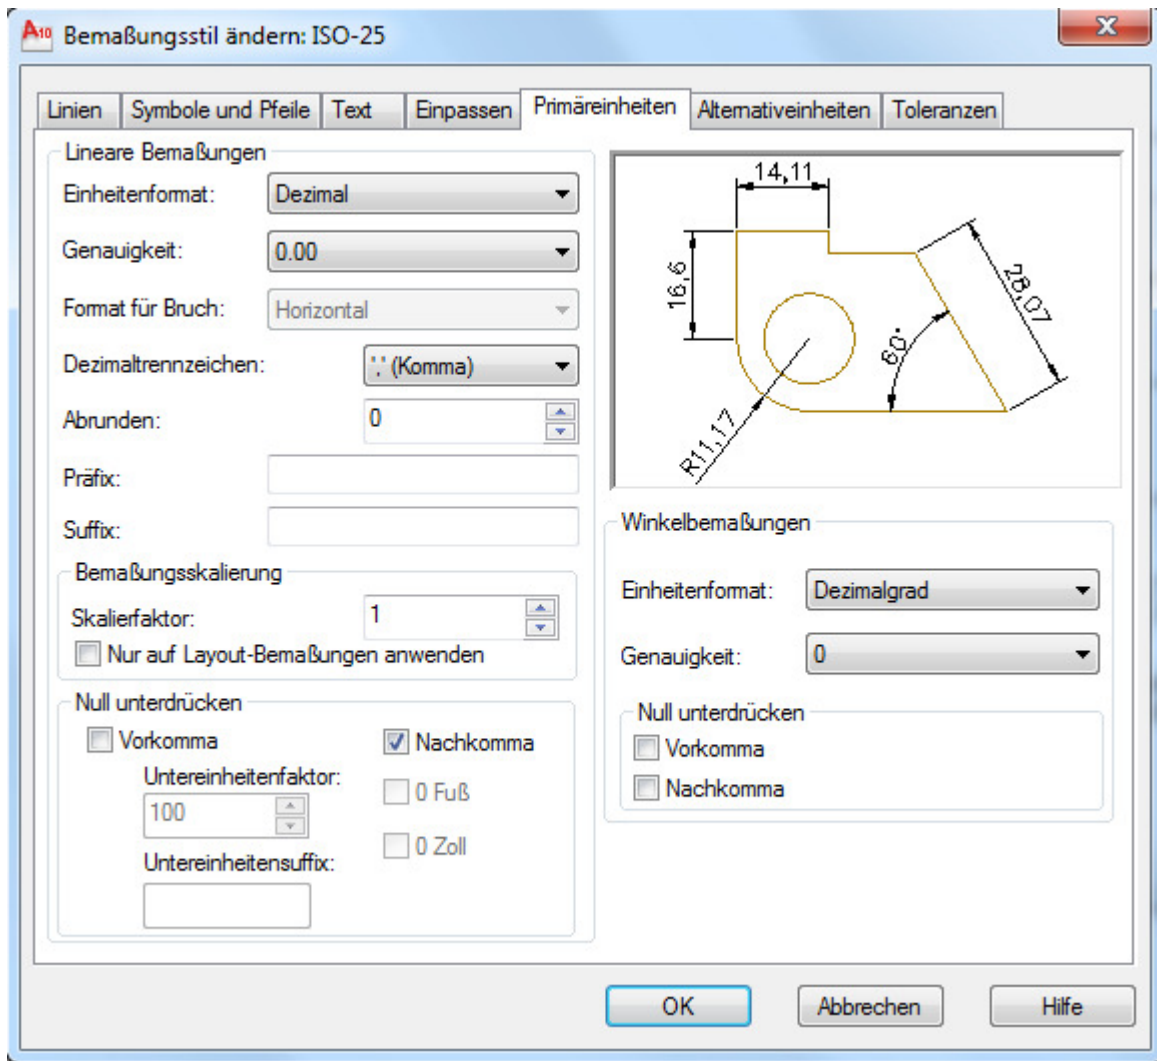 A10 Bemaßungsstil ändern: ISO-25
Linien Symbole und Pfeile Text Einpassen Primäreinheiten Alternativeinheiten Toleranzen
Lineare Bemaßungen
Einheitenformat: Dezimal
Genauigkeit: 0.00
Format für Bruch: Horizontal
Dezimaltrennzeichen: ',' (Komma)
Abrunden: 0
Präfix:
Suffix:
Bemaßungsskalierung
Skalierfaktor: 1
Nur auf Layout-Bemaßungen anwenden
Null unterdrücken
Vorkomma
Nachkomma
Untereinheitenfaktor:
100
0 Fuß
0 Zoll
Untereinheitensuffix:
14,11
16,6
28,07
60°
R11,17
Winkelbemaßungen
Einheitenformat: Dezimalgrad
Genauigkeit: 0
Null unterdrücken
Vorkomma
Nachkomma
OK Abbrechen Hilfe